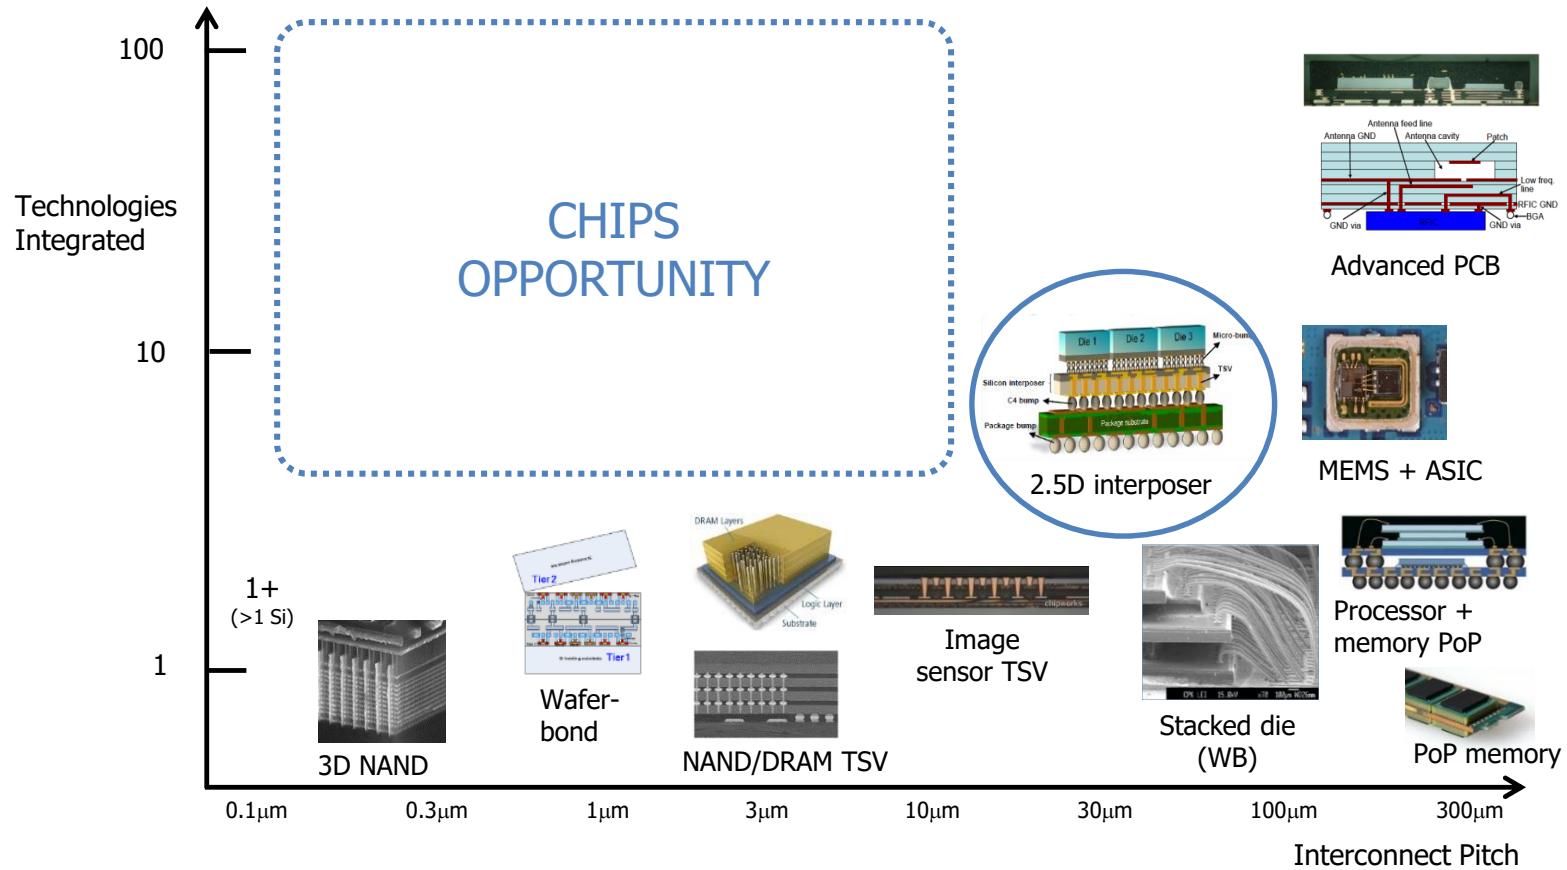 100
Technologies
Integrated
10
1+
(>1 Si)
1
CHIPS
OPPORTUNITY
Antenna feed line
Antenna GND
Antenna cavity
Patch
Low freq.
line
RFIC GND
BGA
GND via
RFIC
GND via
Advanced PCB
Die 1
Die 2
Die 3
Micro-bump
TSV
Silicon interposer
C4 bump
Package bump
Package substrate
2.5D interposer
MEMS + ASIC
Tier2
Tier1
Wafer-
bond
DRAM Layers
Logic Layer
Substrate
NAND/DRAM TSV
chipworks
Image
sensor TSV
Stacked die
(WB)
Processor +
memory PoP
PoP memory
3D NAND
0.1μm
0.3μm
1μm
3μm
10μm
30μm
100μm
300μm
Interconnect Pitch